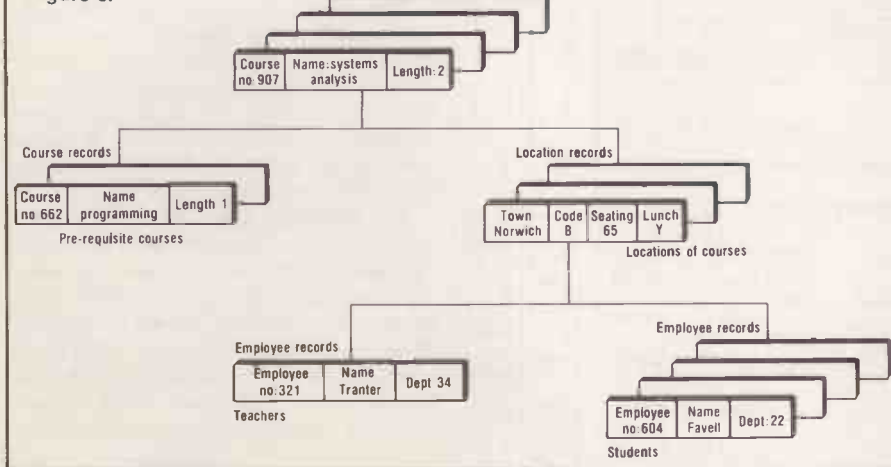 Course no:907 Name:systems analysis Length:2
Course records
Course no 662 Name programming Length 1
Pre-requisite courses
Location records
Town Norwich Code B Seating 65 Lunch Y
Locations of courses
Employee records
Employee no:321 Name Tranter Dept 34
Teachers
Employee records
Employee no:604 Name Favell Dept:22
Students